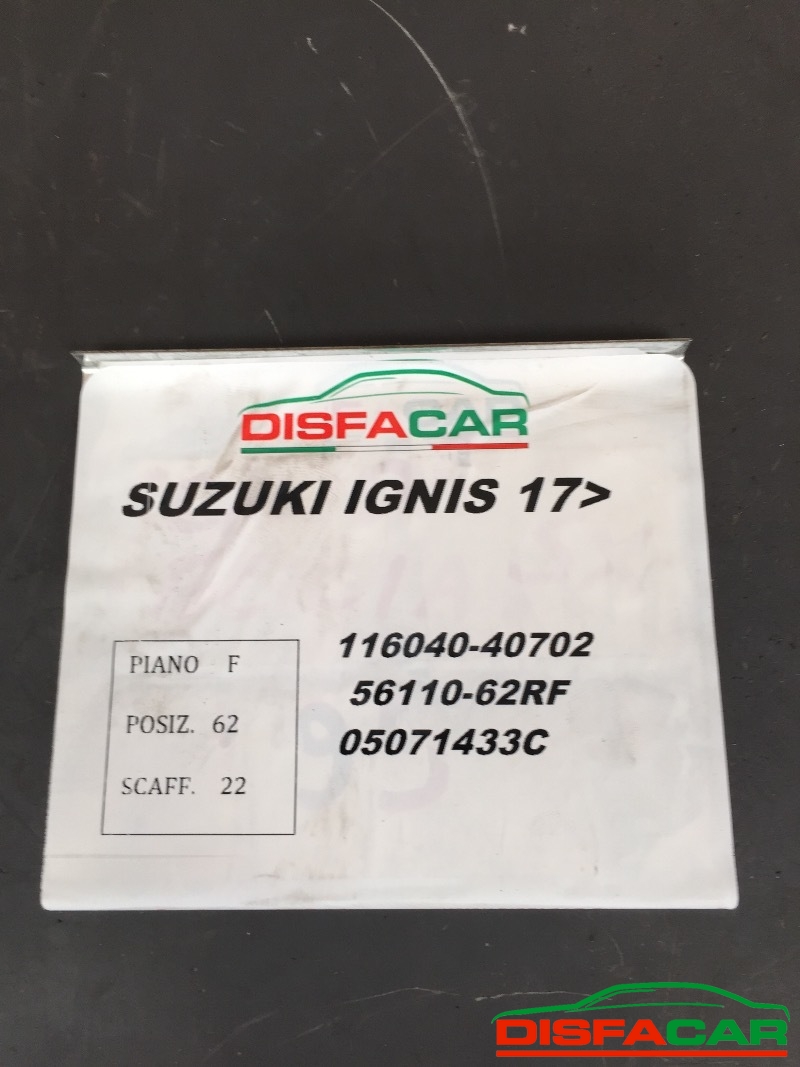 DISFACAR
SUZUKI IGNIS 17>
116040-40702
56110-62RF
05071433C
PIANO F
POSIZ. 62
SCAFF. 22
DISFACAR